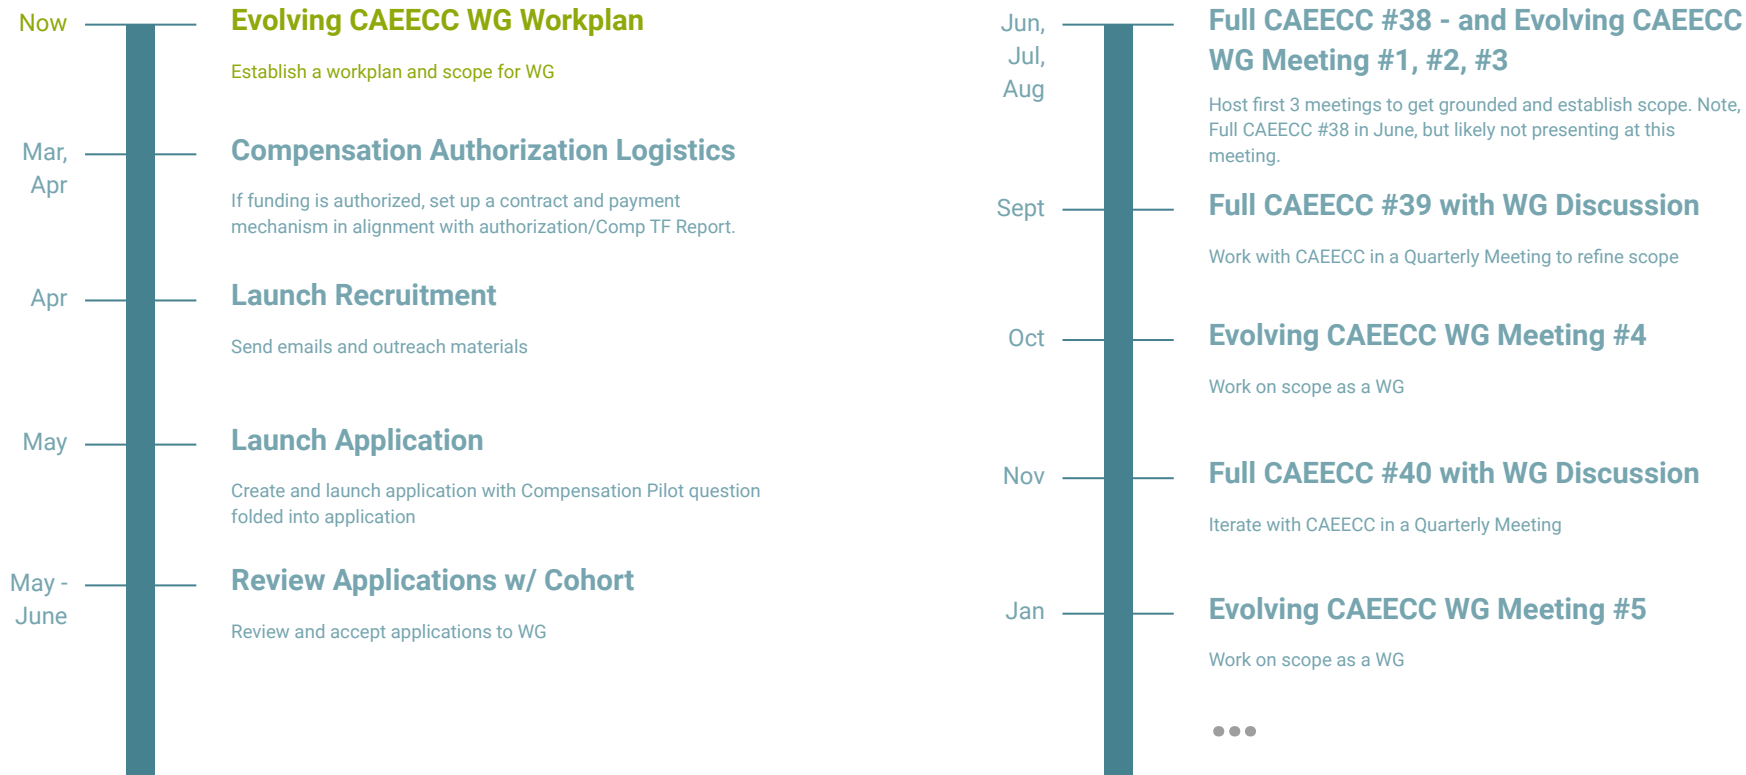 Now
Evolving CAEECC WG Workplan
Establish a workplan and scope for WG
Mar,
Apr
Compensation Authorization Logistics
If funding is authorized, set up a contract and payment
mechanism in alignment with authorization/Comp TF Report.
Apr
Launch Recruitment
Send emails and outreach materials
May
Launch Application
Create and launch application with Compensation Pilot question
folded into application
May -
June
Review Applications w/ Cohort
Review and accept applications to WG
Jun,
Jul,
Aug
Full CAEECC #38 - and Evolving CAEECC
WG Meeting #1, #2, #3
Host first 3 meetings to get grounded and establish scope. Note,
Full CAEECC #38 in June, but likely not presenting at this
meeting.
Sept
Full CAEECC #39 with WG Discussion
Work with CAEECC in a Quarterly Meeting to refine scope
Oct
Evolving CAEECC WG Meeting #4
Work on scope as a WG
Nov
Full CAEECC #40 with WG Discussion
Iterate with CAEECC in a Quarterly Meeting
Jan
Evolving CAEECC WG Meeting #5
Work on scope as a WG
...